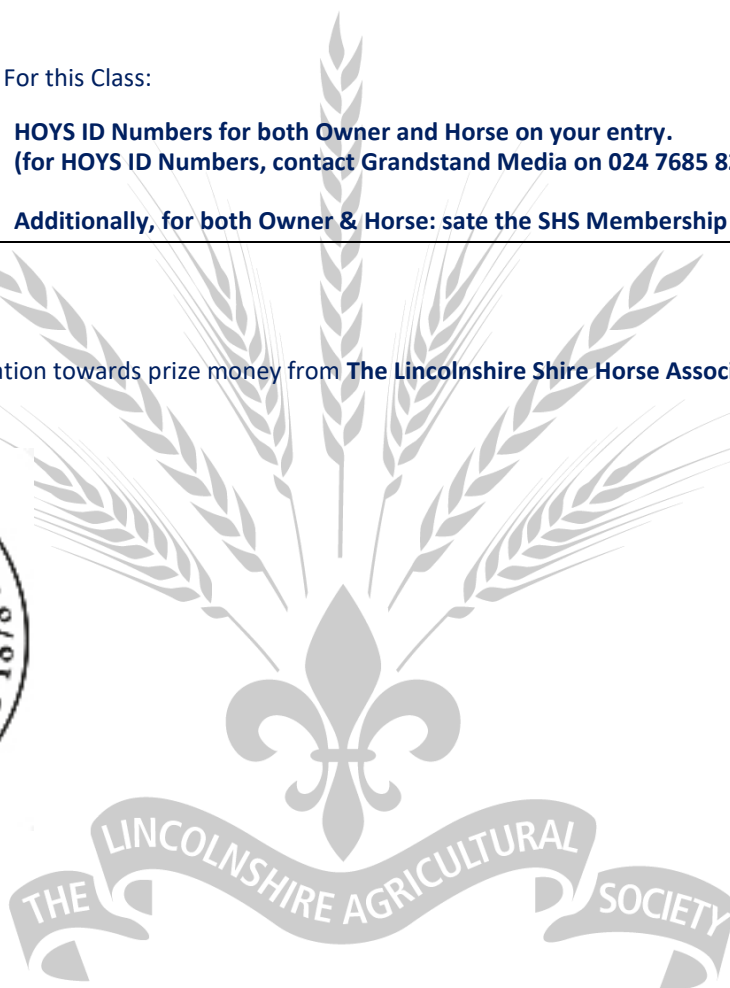 For this Class:
HOYS ID Numbers for both Owner and Horse on your entry.
(for HOYS ID Numbers, contact Grandstand Media on 024 7685
Additionally, for both Owner & Horse: sate the SHS Membership
towards prize money from The Lincolnshire Shire Horse
1878
THE LINCOLNSHIRE AGRICULTURAL SOCIETY